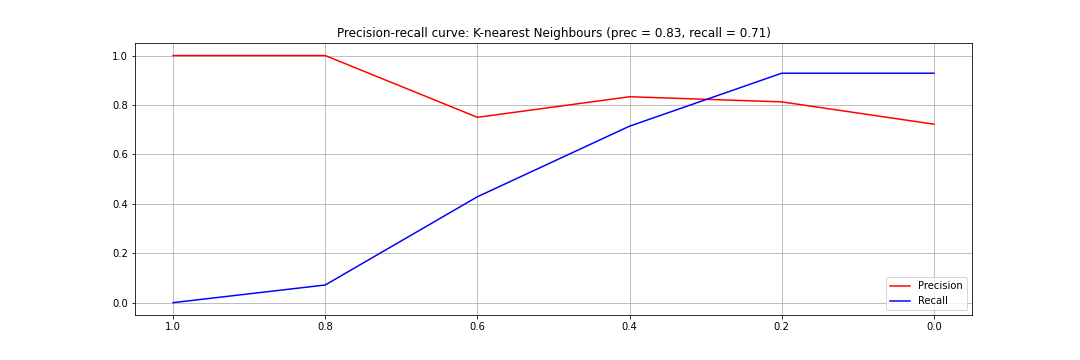 Precision-recall curve: K-nearest Neighbours (prec = 0.83, recall = 0.71)
1.0
0.8
0.6
0.4
0.2
0.0
Precision
Recall
1.0 0.8 0.6 0.4 0.2 0.0